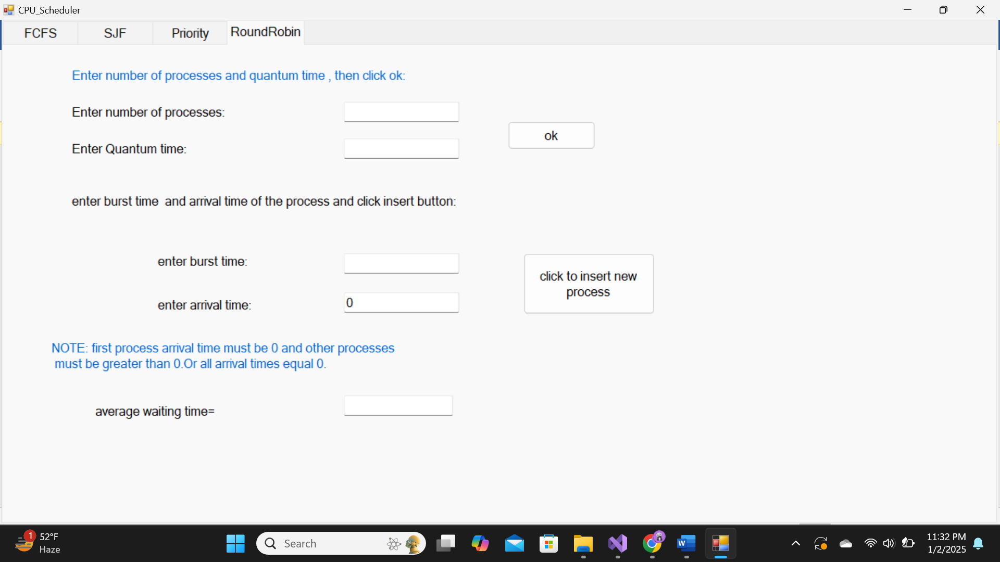 CPU_Scheduler
FCFS SJF Priority RoundRobin
Enter number of processes and quantum time , then click ok:
Enter number of processes:
ok
Enter Quantum time:
enter burst time  and arrival time of the process and click insert button:
enter burst time:
click to insert new
process
enter arrival time: 0
NOTE: first process arrival time must be 0 and other processes
must be greater than 0.Or all arrival times equal 0.
average waiting time=
1 52°F
Haze
Search
W
11:32 PM
1/2/2025